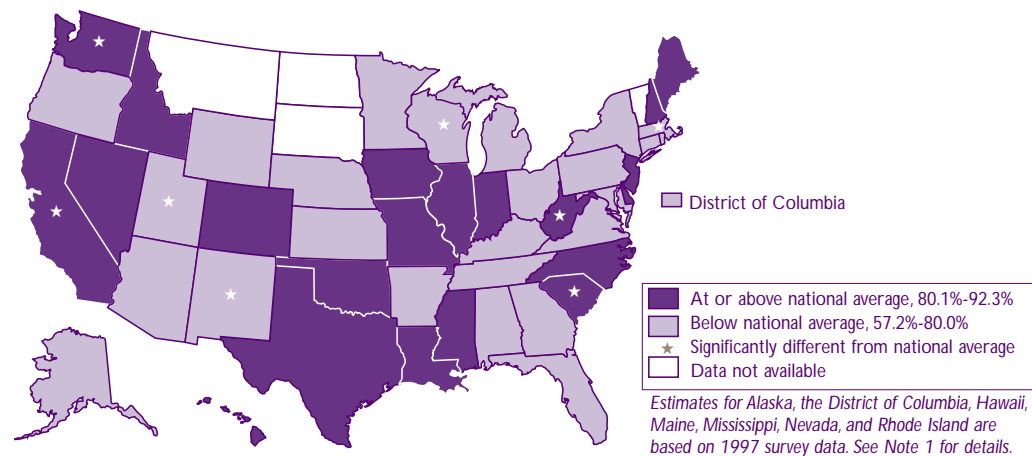 District of Columbia
At or above national average, 80.1%-92.3%
Below national average, 57.2%-80.0%
Significantly different from national average
Data not available
Estimates for Alaska, the District of Columbia, Hawaii,
Maine, Mississippi, Nevada, and Rhode Island are
based on 1997 survey data. See Note 1 for details.